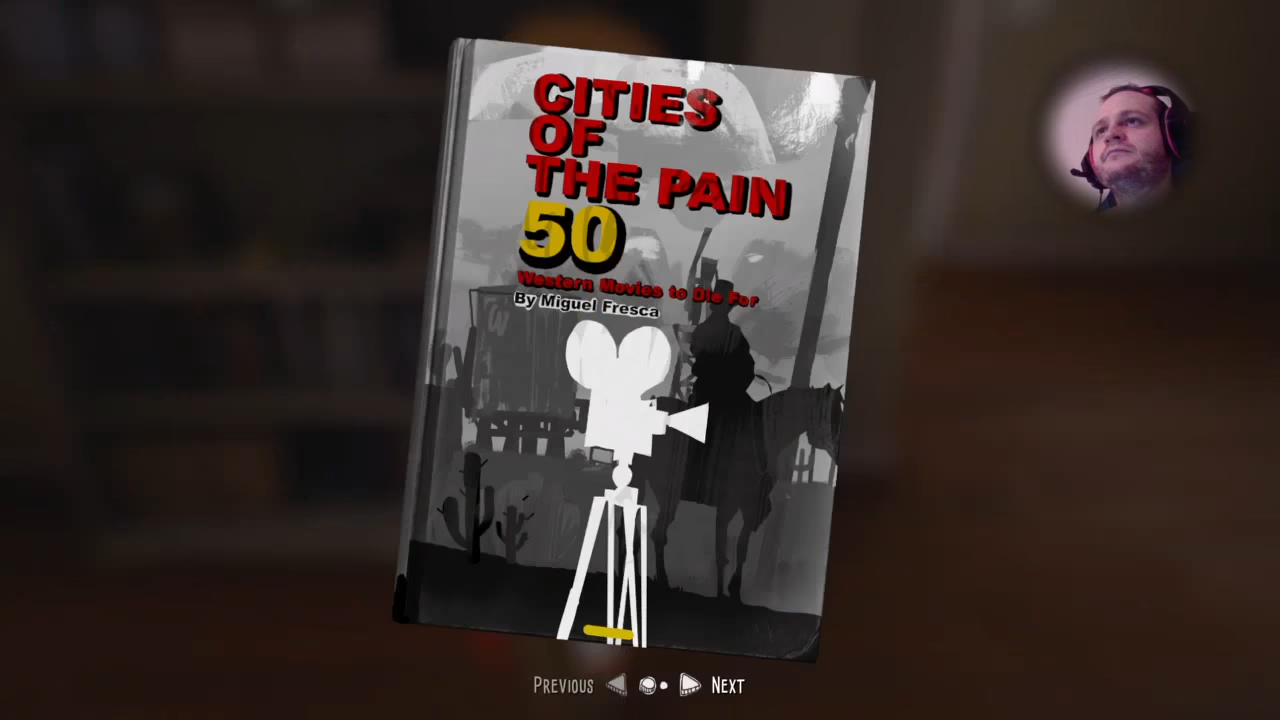 CITIES
OF
THE PAIN
50
Western Movies to Die For
By Miguel Fresca
Previous
Next